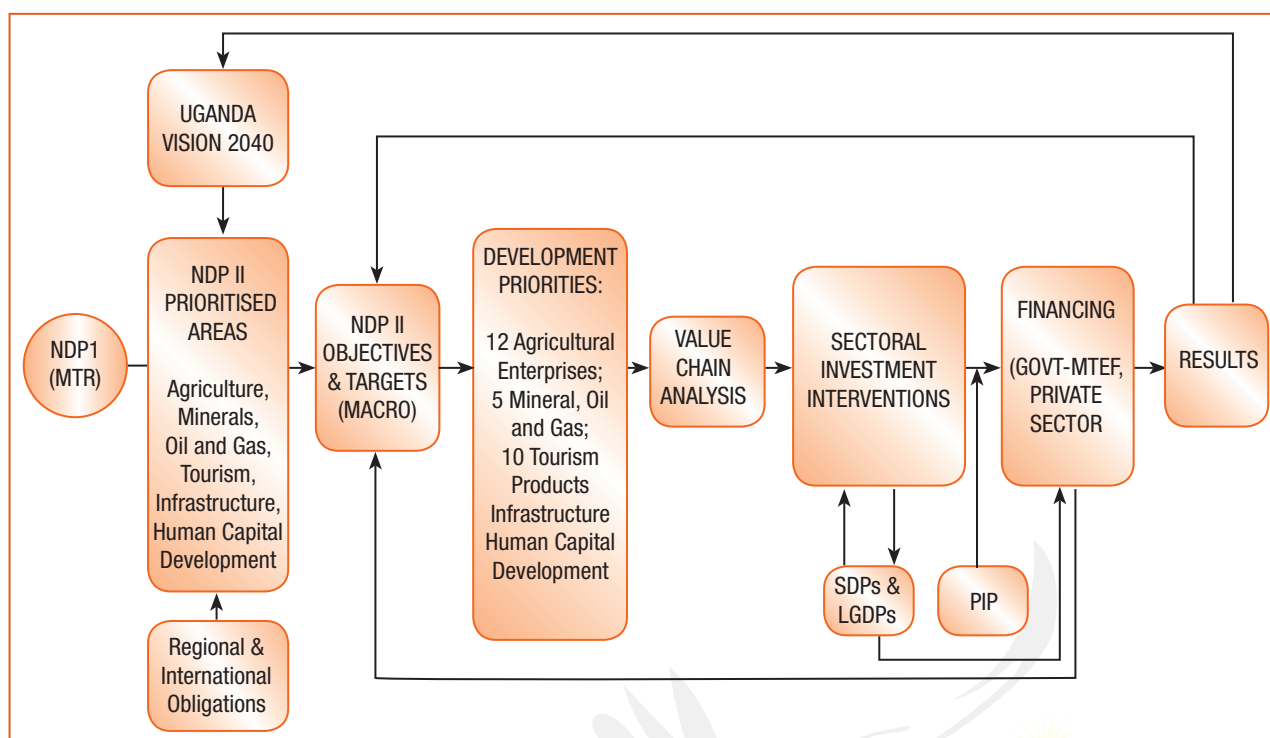 UGANDA
VISION 2040
NDP1
(MTR)
NDP II
PRIORITISED
AREAS
Agriculture,
Minerals,
Oil and Gas,
Tourism,
Infrastructure,
Human Capital
Development
Regional &
International
Obligations
NDP II
OBJECTIVES
& TARGETS
(MACRO)
DEVELOPMENT
PRIORITIES:
12 Agricultural
Enterprises;
5 Mineral, Oil
and Gas;
10 Tourism
Products
Infrastructure
Human Capital
Development
VALUE
CHAIN
ANALYSIS
SECTORAL
INVESTMENT
INTERVENTIONS
SDPs &
LGDPs
PIP
FINANCING
(GOVT-MTEF,
PRIVATE
SECTOR
RESULTS